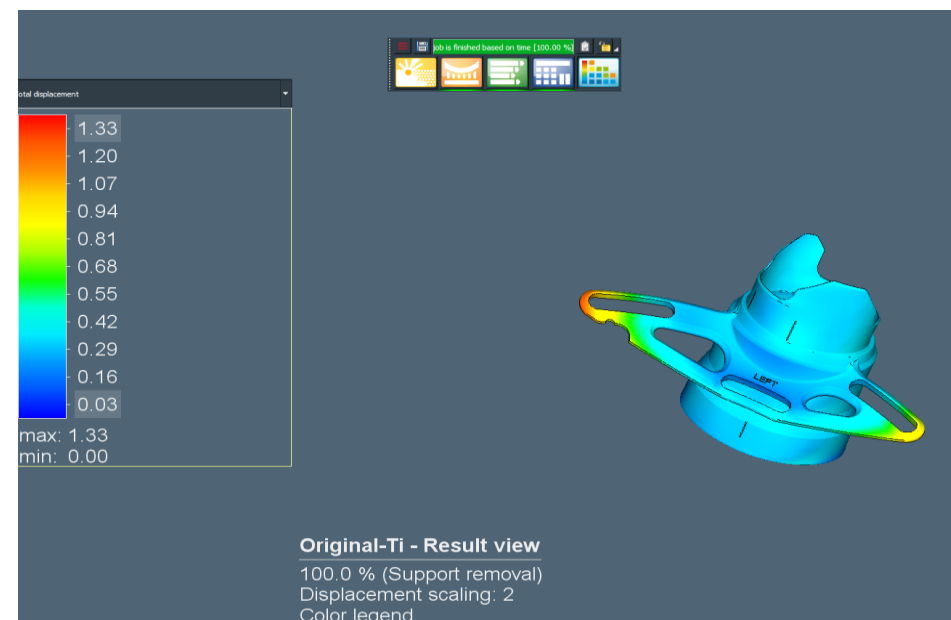 job is finished based on time [100.00 %]
otal displacement
1.33
1.20
1.07
0.94
0.81
0.68
0.55
0.42
0.29
0.16
0.03
max: 1.33
min: 0.00
LEFT
Original-Ti - Result view
100.0 % (Support removal)
Displacement scaling: 2
Color legend